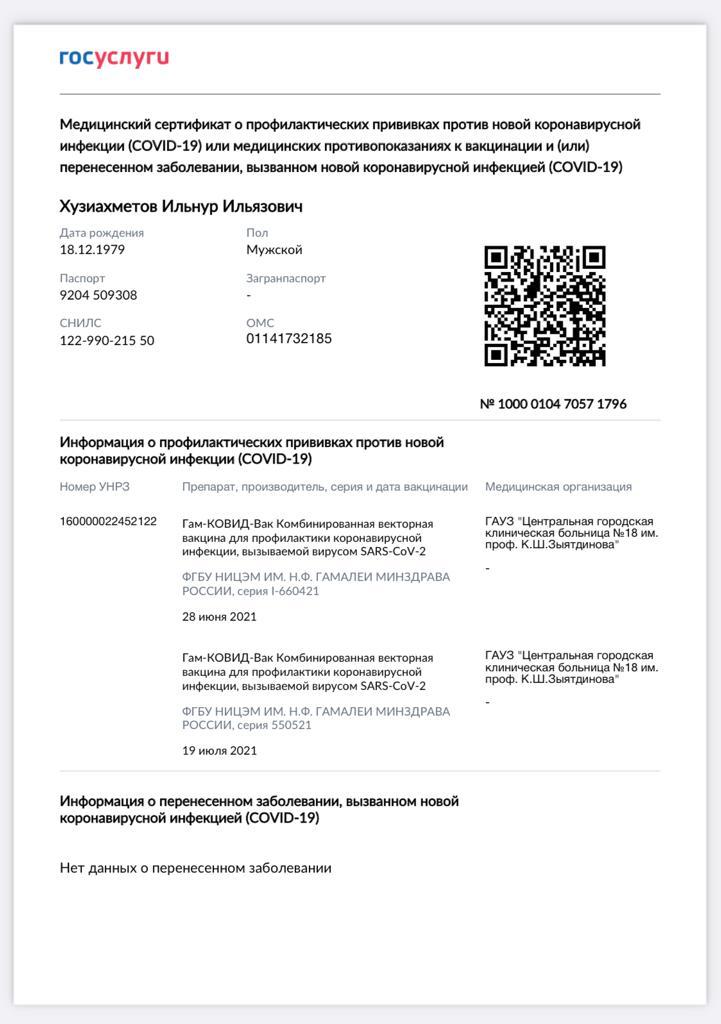 госуслуги
Медицинский сертификат о профилактических прививках против новой коронавирусной
инфекции (COVID-19) или медицинских противопоказаниях к вакцинации и (или)
перенесенном заболевании, вызванном новой коронавирусной инфекцией (COVID-19)
Хузиахметов Ильнур Ильязович
Дата рождения Пол
18.12.1979 Мужской
Паспорт Загранпаспорт
9204 509308 -
СНИЛС ОМС
122-990-215 50 01141732185
№ 1000 0104 7057 1796
Информация о профилактических прививках против новой
коронавирусной инфекции (COVID-19)
Номер УНРЗ Препарат, производитель, серия и дата вакцинации Медицинская организация
160000022452122
Гам-КОВИД-Вак Комбинированная векторная
вакцина для профилактики коронавирусной
инфекции, вызываемой вирусом SARS-CoV-2
ФГБУ НИЦЭМ ИМ. Н.Ф. ГАМАЛЕИ МИНЗДРАВА
РОССИИ, серия I-660421
28 июня 2021
ГАУЗ "Центральная городская
клиническая больница №18 им.
проф. К.Ш.Зыятдинова"
-
Гам-КОВИД-Вак Комбинированная векторная
вакцина для профилактики коронавирусной
инфекции, вызываемой вирусом SARS-CoV-2
ФГБУ НИЦЭМ ИМ. Н.Ф. ГАМАЛЕИ МИНЗДРАВА
РОССИИ, серия 550521
19 июля 2021
ГАУЗ "Центральная городская
клиническая больница №18 им.
проф. К.Ш.Зыятдинова"
-
Информация о перенесенном заболевании, вызванном новой
коронавирусной инфекцией (COVID-19)
Нет данных о перенесенном заболевании